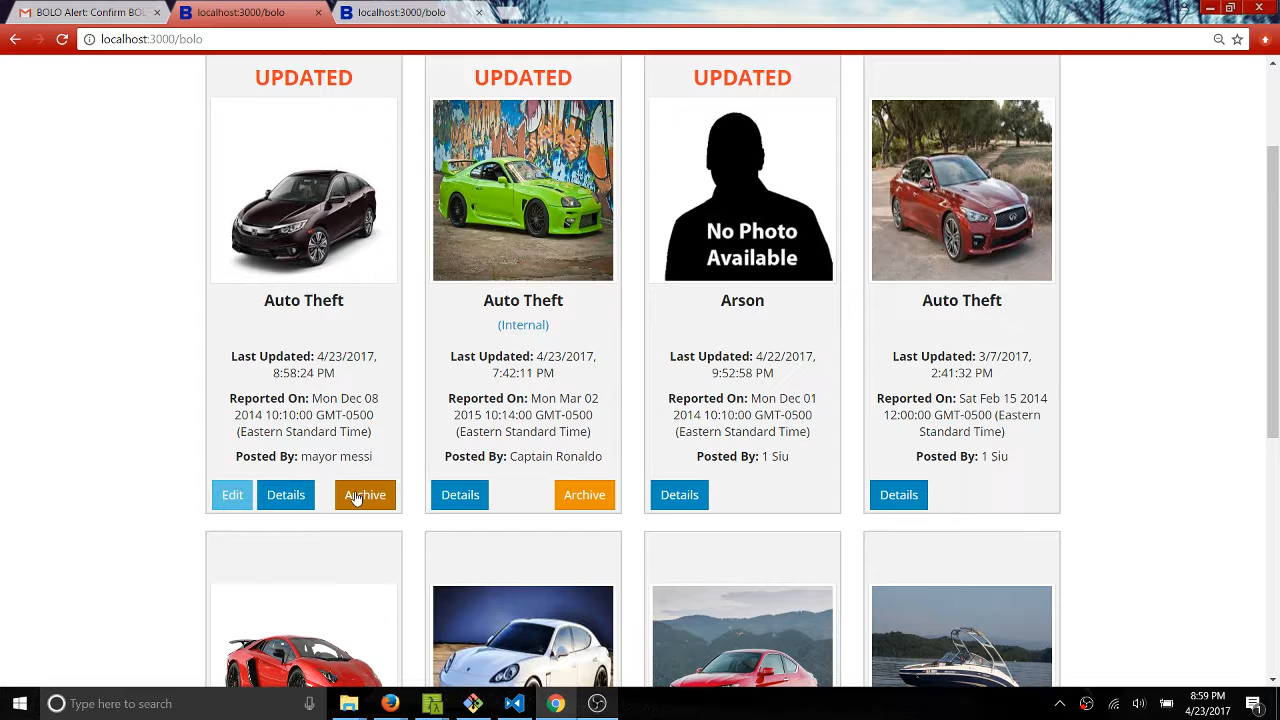 BOLO Alert: Confirm BOL
localhost:3000/bolo
localhost:3000/bolo
localhost:3000/bolo
UPDATED
UPDATED
UPDATED
No Photo
Available
Auto Theft
Auto Theft
Arson
Auto Theft
(Internal)
Last Updated: 4/23/2017,
8:58:24 PM
Last Updated: 4/23/2017,
7:42:11 PM
Last Updated: 4/22/2017,
9:52:58 PM
Last Updated: 3/7/2017,
2:41:32 PM
Reported On: Mon Dec 08
2014 10:10:00 GMT-0500
(Eastern Standard Time)
Reported On: Mon Mar 02
2015 10:14:00 GMT-0500
(Eastern Standard Time)
Reported On: Mon Dec 01
2014 10:10:00 GMT-0500
(Eastern Standard Time)
Reported On: Sat Feb 15 2014
12:00:00 GMT-0500 (Eastern
Standard Time)
Posted By: mayor messi
Posted By: Captain Ronaldo
Posted By: 1 Siu
Posted By: 1 Siu
Edit Details Archive
Details Archive
Details
Details
Type here to search
8:59 PM
4/23/2017